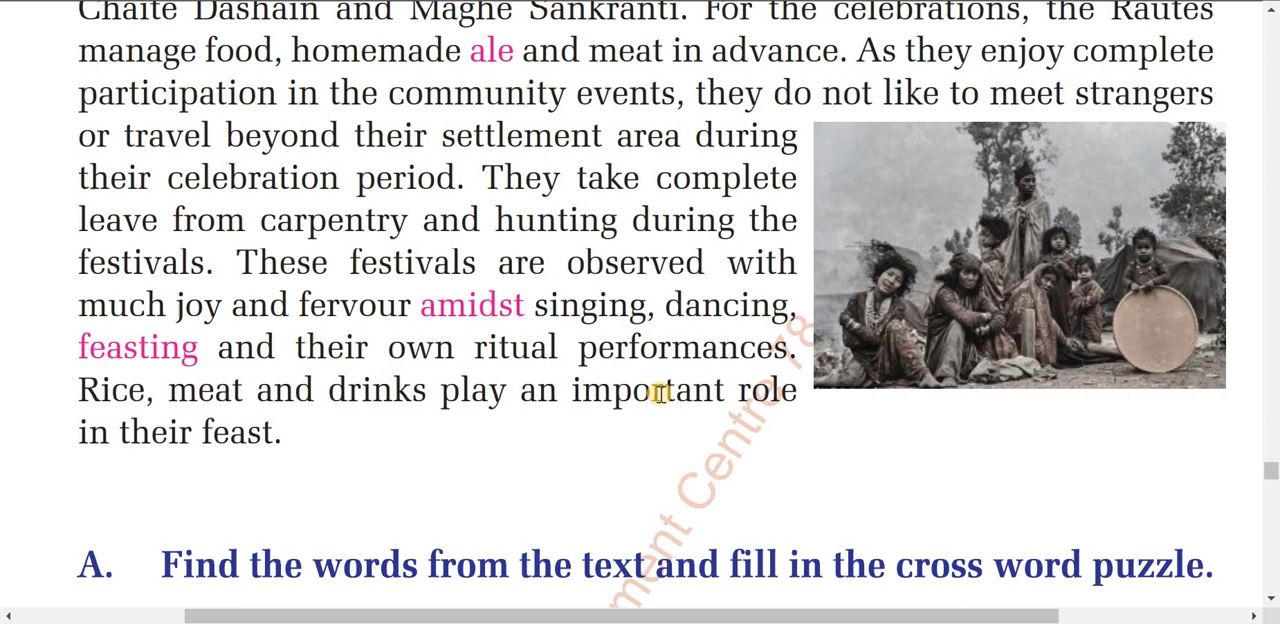 Chaite Dashain and Maghe Sankranti. For the celebrations, the Rautes
manage food, homemade ale and meat in advance. As they enjoy complete
participation in the community events, they do not like to meet strangers
or travel beyond their settlement area during
their celebration period. They take complete
leave from carpentry and hunting during the
festivals. These festivals are observed with
much joy and fervour amidst singing, dancing,
feasting and their own ritual performances.
Rice, meat and drinks play an important role
in their feast.
ment Centre 78
A. Find the words from the text and fill in the cross word puzzle.